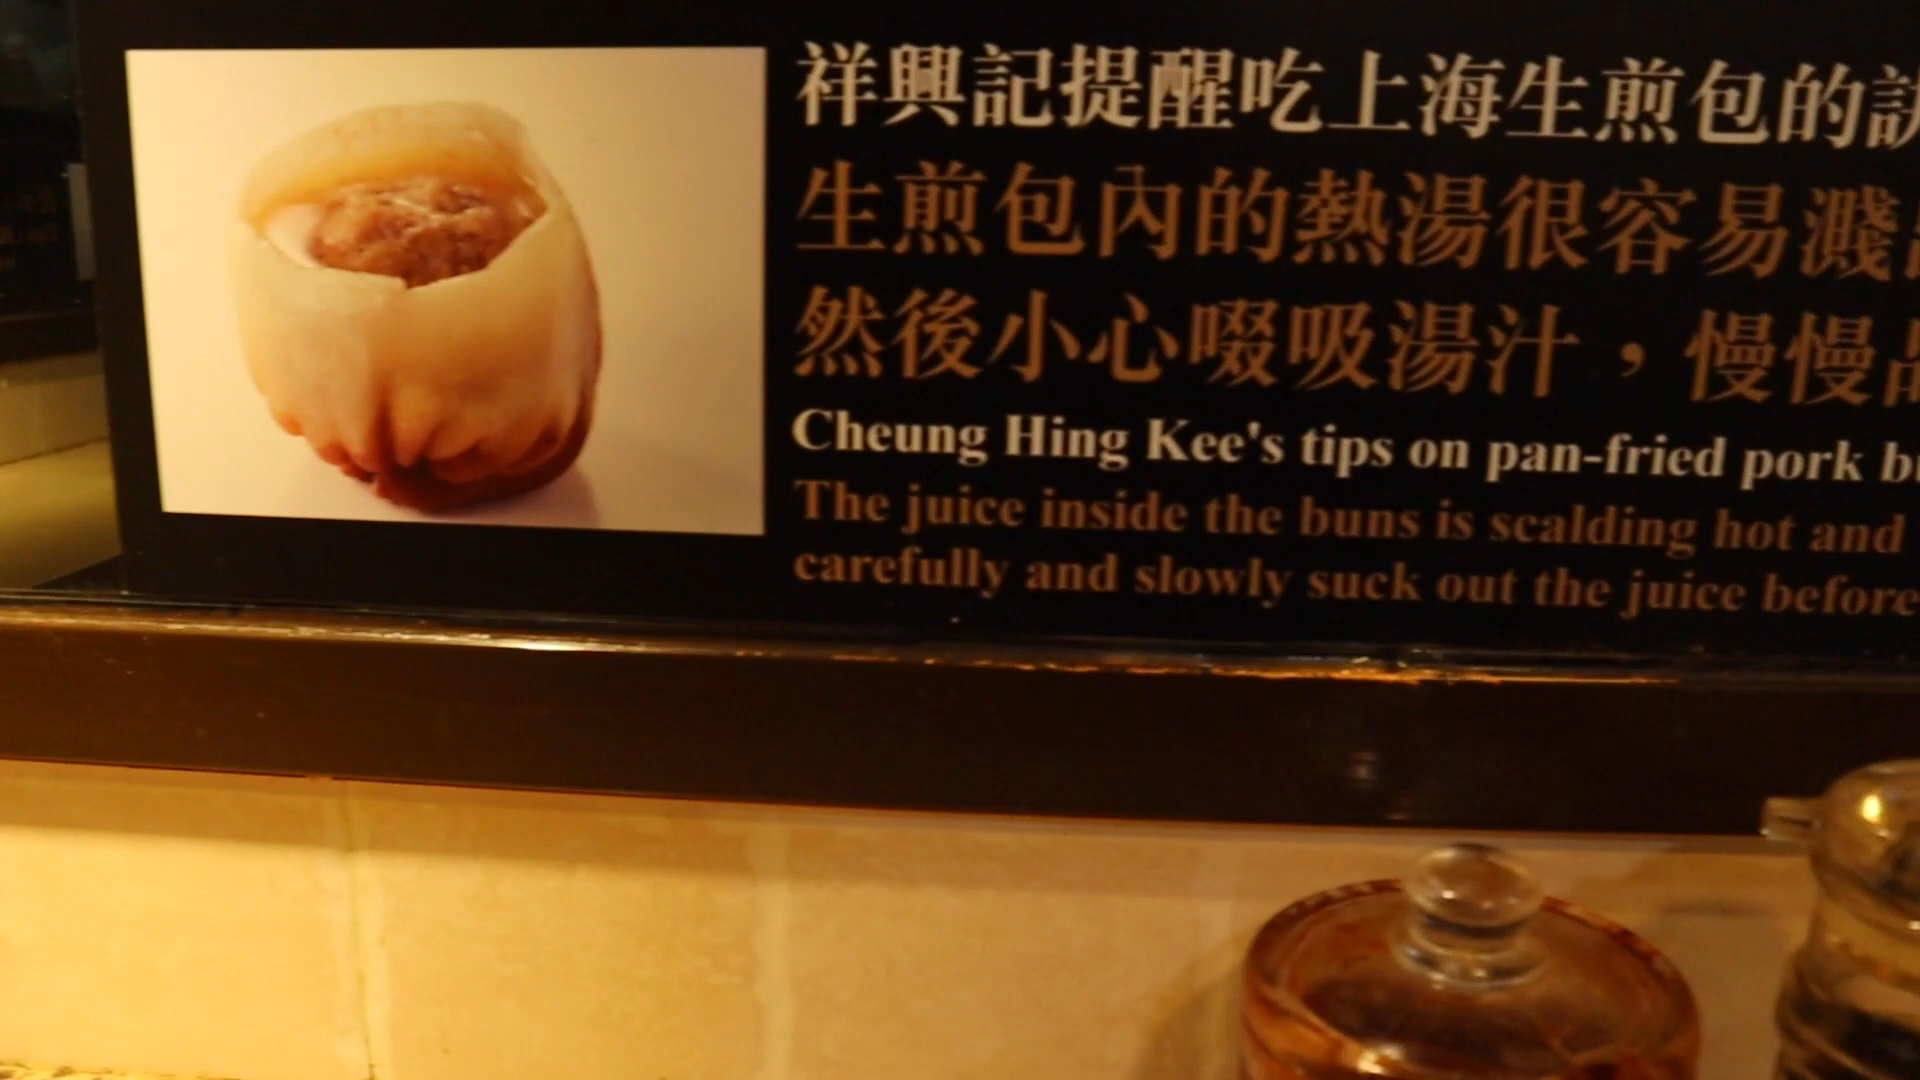 祥興記提醒吃上海生煎包的訣
生煎包內的熱湯很容易濺
然後小心啜吸湯汁，慢慢品
Cheung Hing Kee's tips on pan-fried pork
The juice inside the buns is scalding hot and
carefully and slowly suck out the juice before